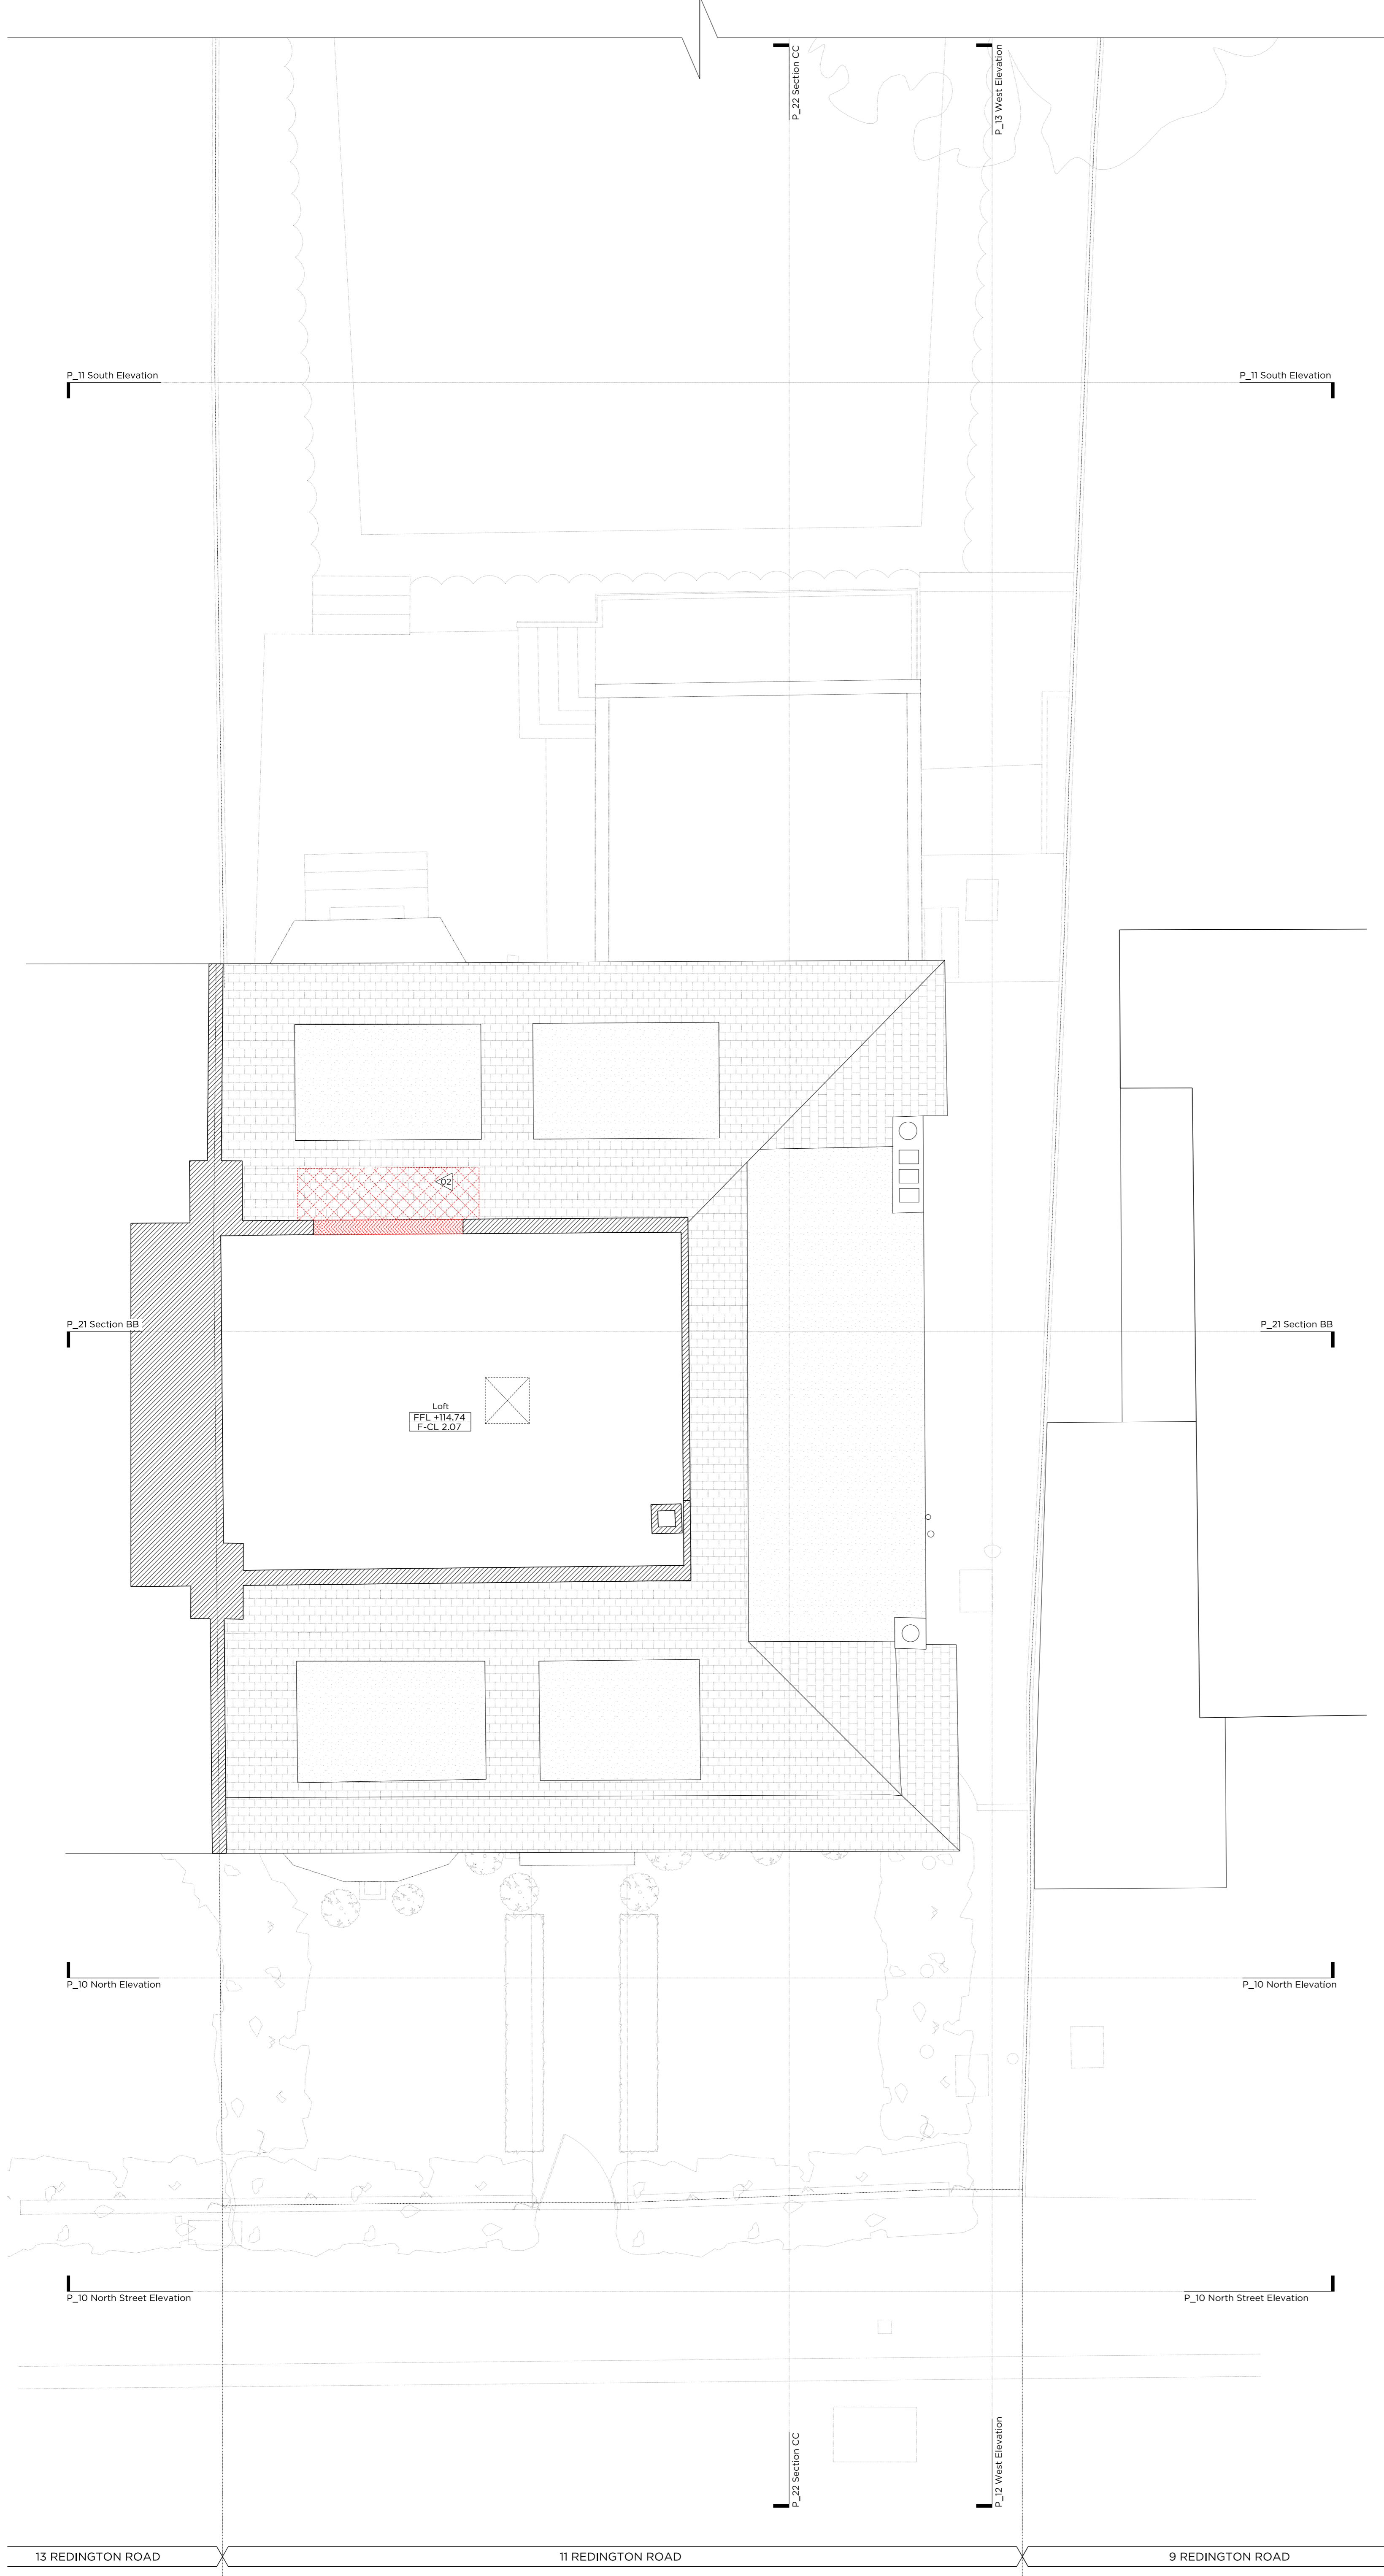 P_22 Section CC
P_13 West Elevation
P_11 South Elevation
P_11 South Elevation
02
P_21 Section BB
P_21 Section BB
Loft
FFL +114.74
F-CL 2.07
P_10 North Elevation
P_10 North Elevation
P_10 North Street Elevation
P_10 North Street Elevation
P_22 Section CC
P_12 West Elevation
13 REDINGTON ROAD
11 REDINGTON ROAD
9 REDINGTON ROAD